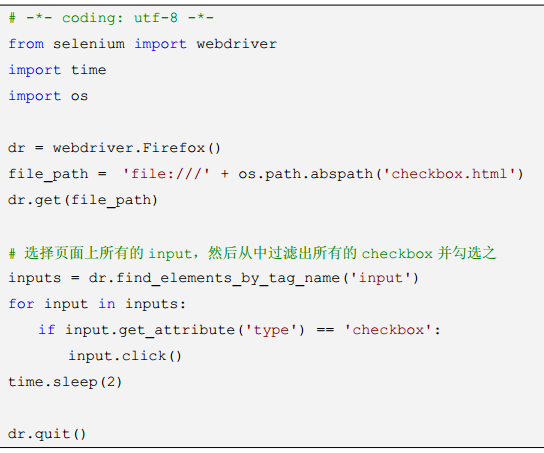 # -*- coding: utf-8 -*-
from selenium import webdriver
import time
import os

dr = webdriver.Firefox()
file_path =  'file:///' + os.path.abspath('checkbox.html')
dr.get(file_path)

# 选择页面上所有的 input，然后从中过滤出所有的 checkbox 并勾选之
inputs = dr.find_elements_by_tag_name('input')
for input in inputs:
    if input.get_attribute('type') == 'checkbox':
        input.click()
time.sleep(2)

dr.quit()